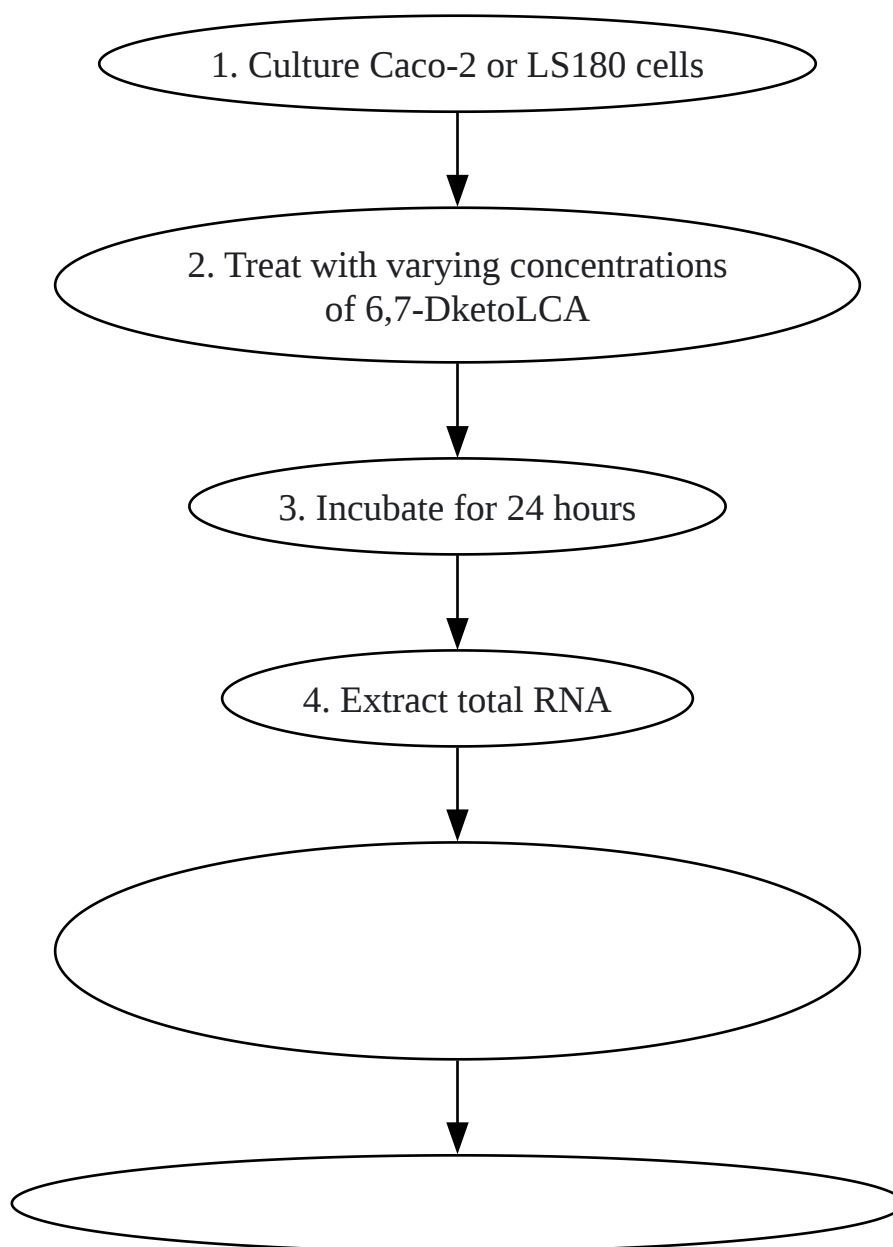 1. Culture Caco-2 or LS180 cells
2. Treat with varying concentrations
of 6,7-DketoLCA
3. Incubate for 24 hours
4. Extract total RNA